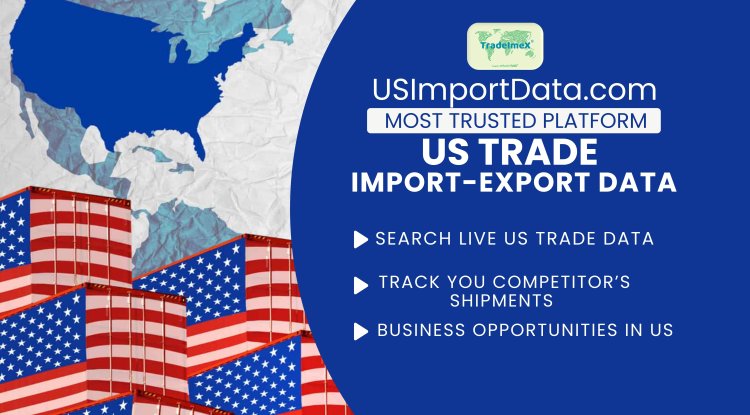 TradeImeX
USImportData.com
MOST TRUSTED PLATFORM
US TRADE
IMPORT-EXPORT DATA
SEARCH LIVE US TRADE DATA
TRACK YOU COMPETITOR'S
SHIPMENTS
BUSINESS OPPORTUNITIES IN US